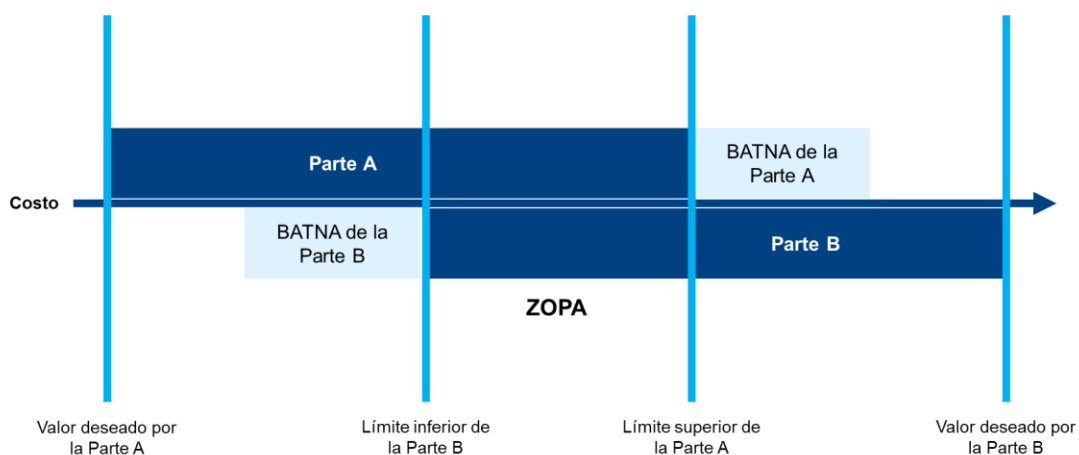 Parte A
BATNA de la
Parte A
Costo
BATNA de la
Parte B
Parte B
ZOPA
Valor deseado por
la Parte A
Límite inferior de
la Parte B
Límite superior de
la Parte A
Valor deseado por
la Parte B